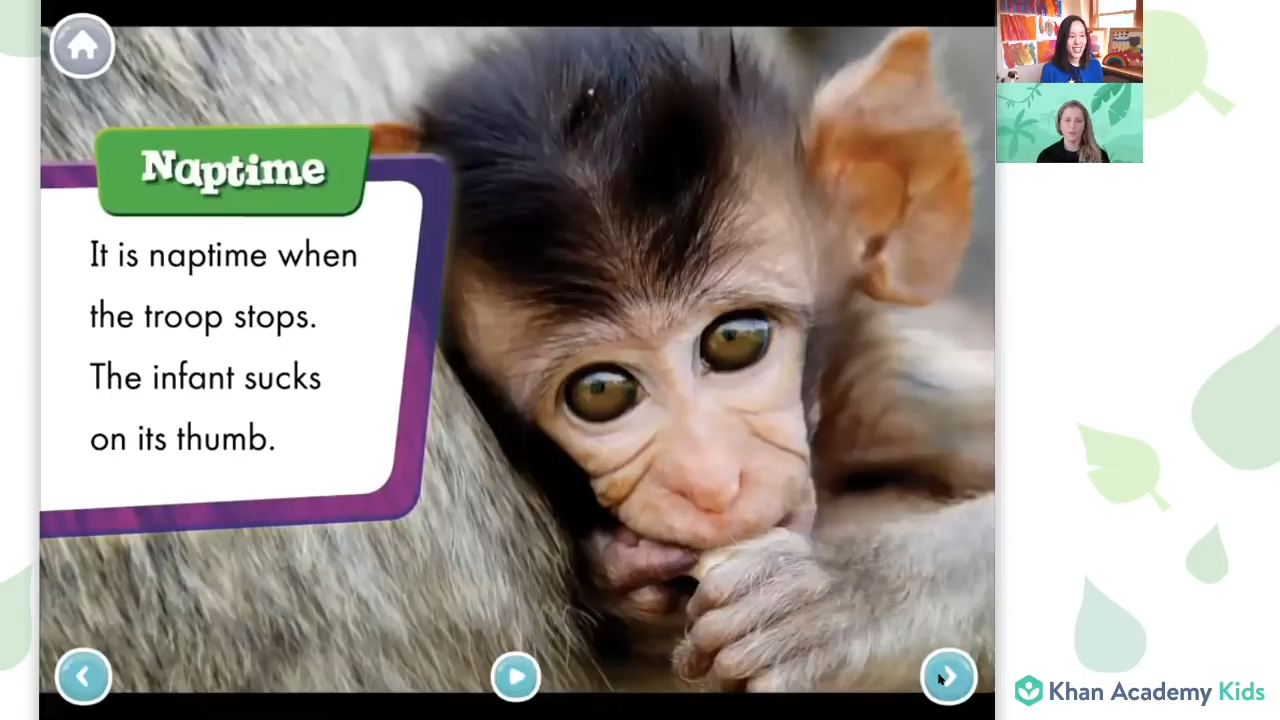 Naptime
It is naptime when
the troop stops.
The infant sucks
on its thumb.
Khan Academy Kids